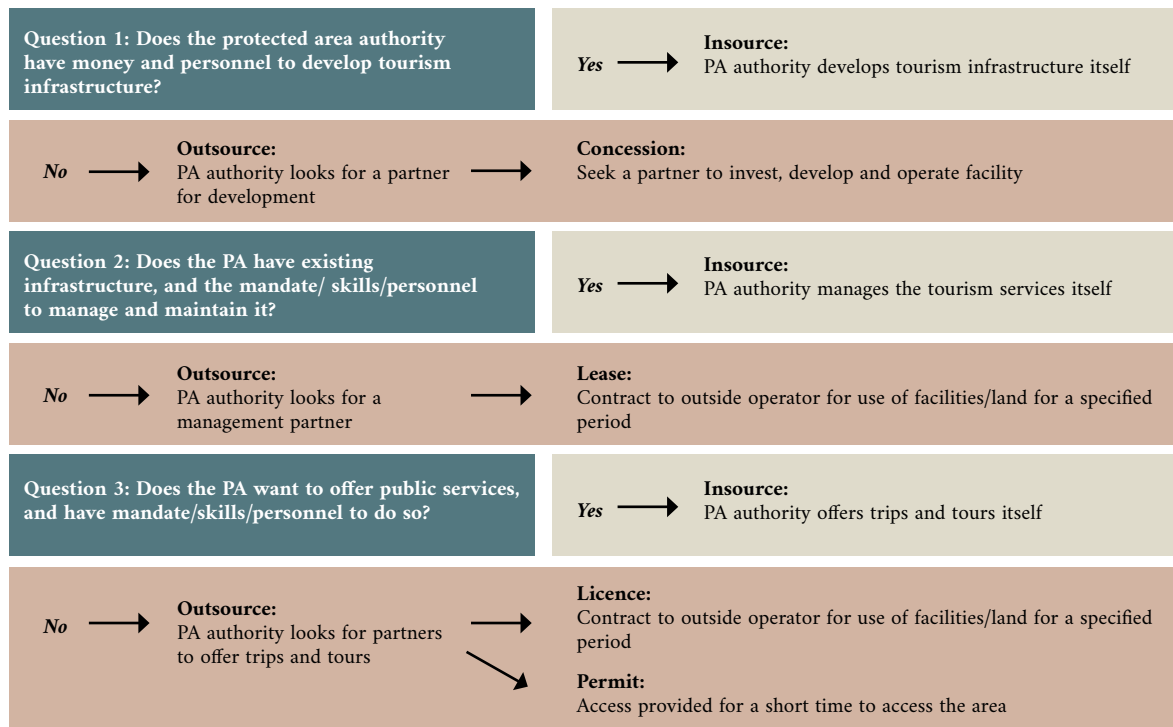 Question 1: Does the protected area authority
have money and personnel to develop tourism
infrastructure?
Yes
Insource:
PA authority develops tourism infrastructure itself
No
Outsource:
PA authority looks for a partner
for development
Concession:
Seek a partner to invest, develop and operate facility
Question 2: Does the PA have existing
infrastructure, and the mandate/ skills/personnel
to manage and maintain it?
Yes
Insource:
PA authority manages the tourism services itself
No
Outsource:
PA authority looks for a
management partner
Lease:
Contract to outside operator for use of facilities/land for a specified
period
Question 3: Does the PA want to offer public services,
and have mandate/skills/personnel to do so?
Yes
Insource:
PA authority offers trips and tours itself
No
Outsource:
PA authority looks for partners
to offer trips and tours
Licence:
Contract to outside operator for use of facilities/land for a specified
period
Permit:
Access provided for a short time to access the area